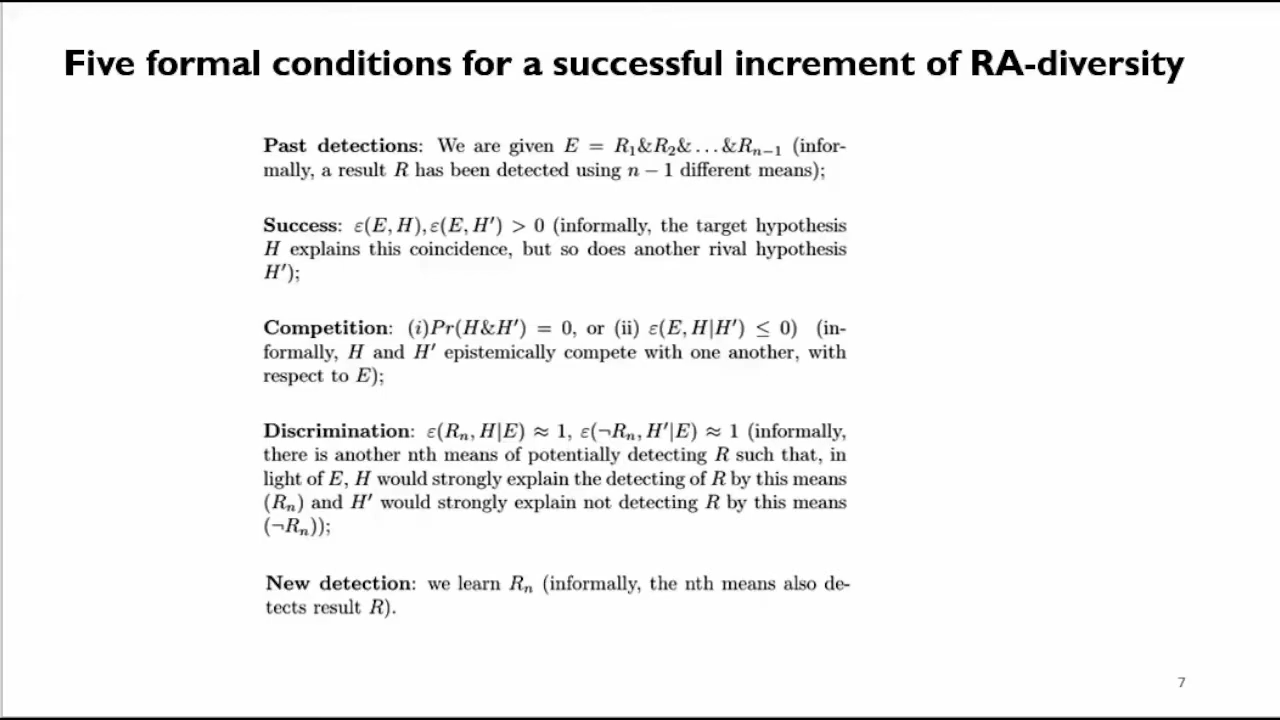 Five formal conditions for a successful increment of RA-diversity
Past detections: We are given E = R₁&R₂&...&Rₙ₋₁ (infor-
mally, a result R has been detected using n − 1 different means);
Success: ε(E, H), ε(E, H′) > 0 (informally, the target hypothesis
H explains this coincidence, but so does another rival hypothesis
H′);
Competition: (i)Pr(H&H′) = 0, or (ii) ε(E, H|H′) ≤ 0) (in-
formally, H and H′ epistemically compete with one another, with
respect to E);
Discrimination: ε(Rₙ, H|E) ≈ 1, ε(¬Rₙ, H′|E) ≈ 1 (informally,
there is another nth means of potentially detecting R such that, in
light of E, H would strongly explain the detecting of R by this means
(Rₙ) and H′ would strongly explain not detecting R by this means
(¬Rₙ));
New detection: we learn Rₙ (informally, the nth means also de-
tects result R).
7